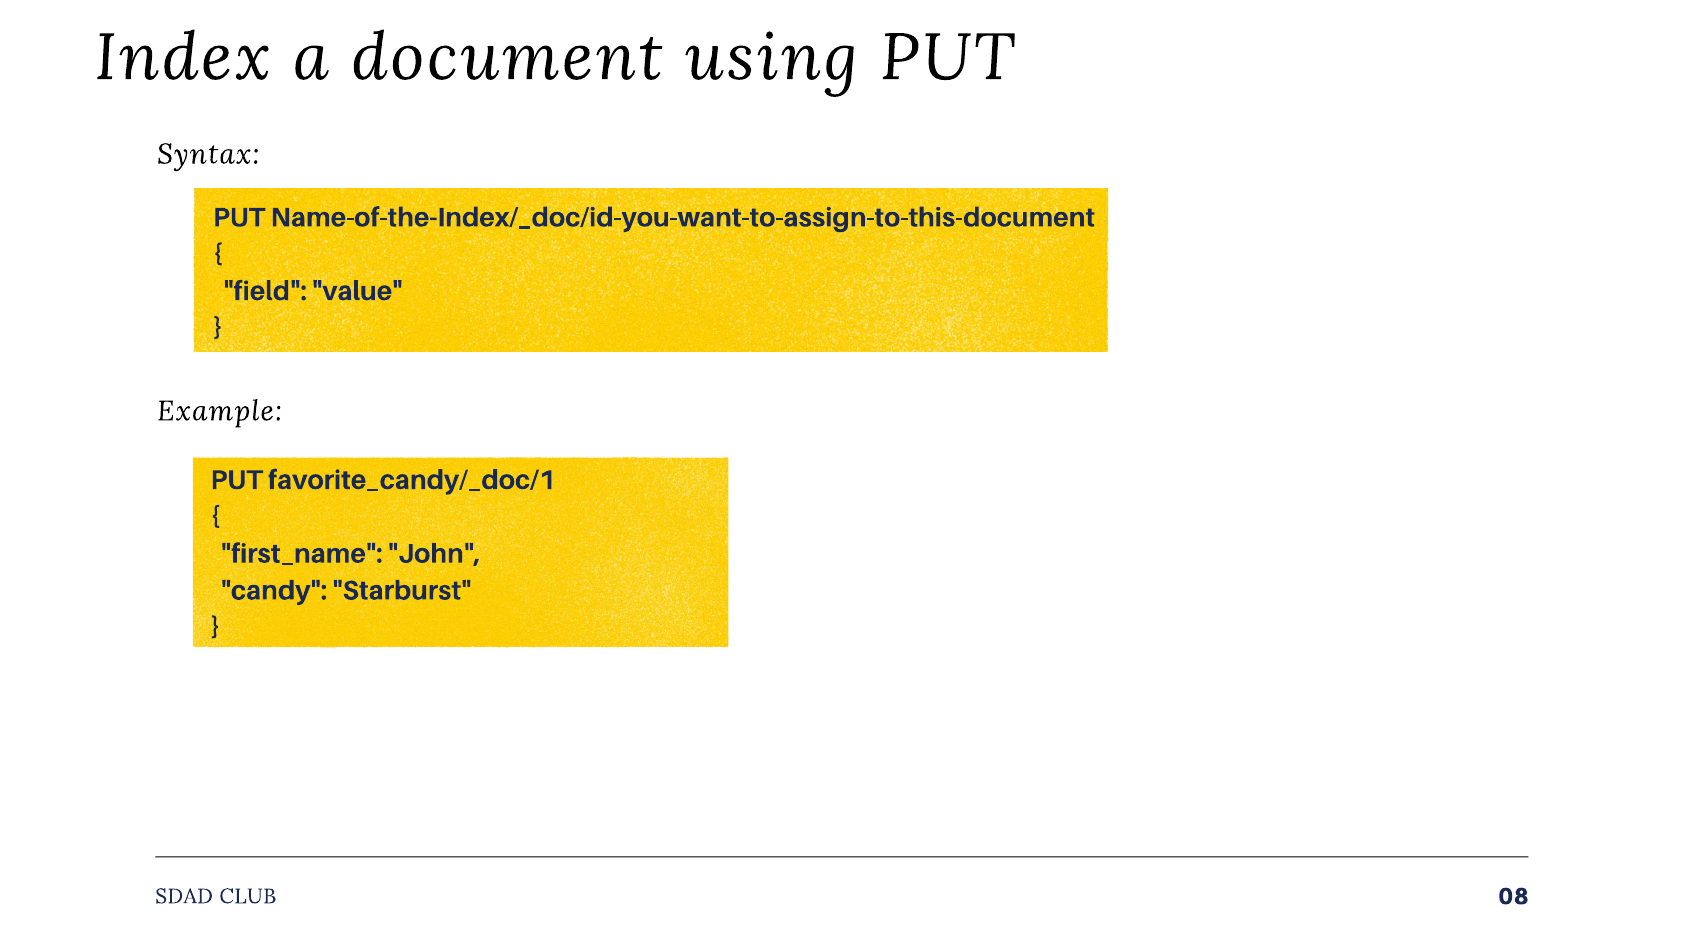 Index a document using PUT
Syntax:
PUT Name-of-the-Index/_doc/id-you-want-to-assign-to-this-document
{
"field": "value"
}
Example:
PUT favorite_candy/_doc/1
{
"first_name": "John",
"candy": "Starburst"
}
SDAD CLUB
08